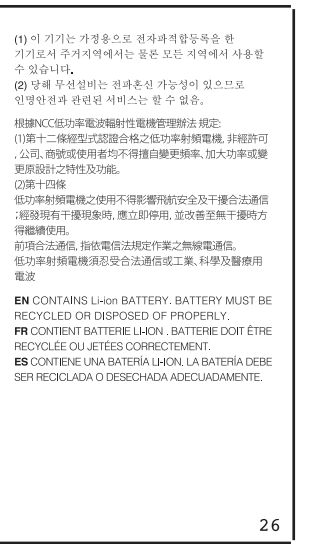 (1) 이 기기는 가정용으로 전자파적합등록을 한
기기로서 주거지역에서는 물론 모든 지역에서 사용할
수 있습니다.
(2) 당해 무선설비는 전파혼신 가능성이 있으므로
인명안전과 관련된 서비스는 할 수 없음。
根據NCC低功率電波輻射性電機管理辦法 規定:
(1)第十二條經型式認證合格之低功率射頻電機, 非經許可
,公司、商號或使用者均不得擅自變更頻率、加大功率或變
更原設計之特性及功能。
(2)第十四條
低功率射頻電機之使用不得影響飛航安全及干擾合法通信
;經發現有干擾現象時, 應立即停用, 並改善至無干擾時方
得繼續使用。
前項合法通信, 指依電信法規定作業之無線電通信。
低功率射頻電機須忍受合法通信或工業、科學及醫療用
電波
EN CONTAINS Li-ion BATTERY. BATTERY MUST BE
RECYCLED OR DISPOSED OF PROPERLY.
FR CONTIENT BATTERIE LI-ION . BATTERIE DOIT ÊTRE
RECYCLÉE OU JETÉES CORRECTEMENT.
ES CONTIENE UNA BATERÍA LI-ION. LA BATERÍA DEBE
SER RECICLADA O DESECHADA ADECUADAMENTE.
26